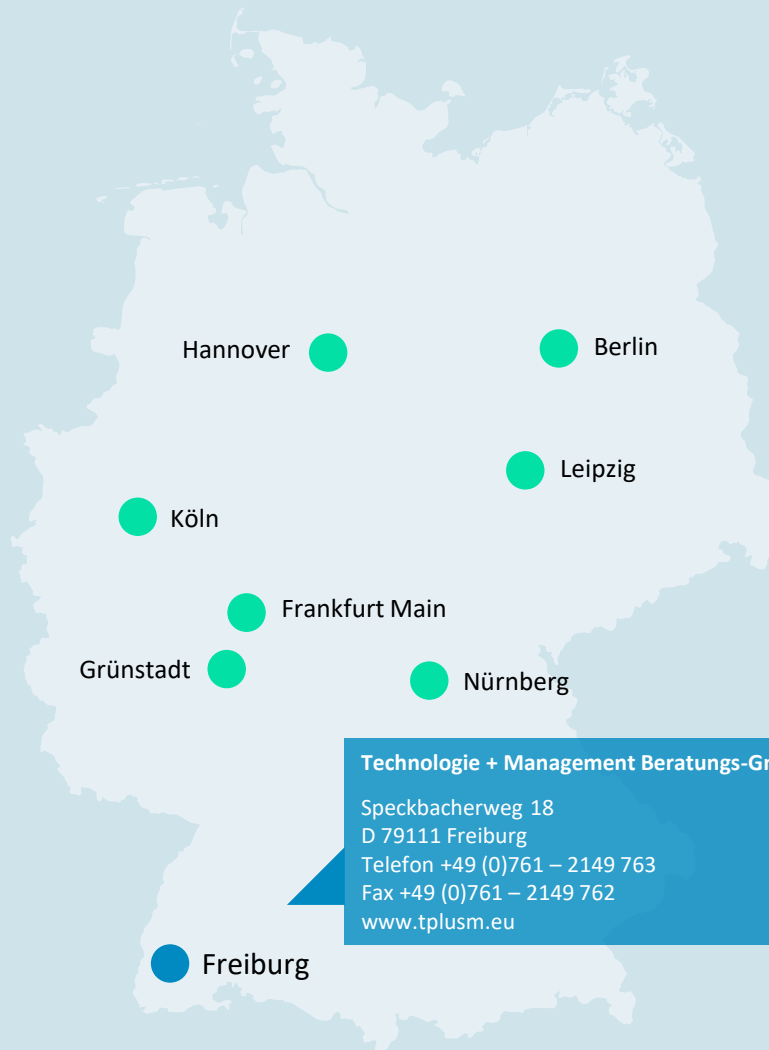 Hannover
Berlin
Leipzig
Köln
Frankfurt Main
Grünstadt
Nürnberg
Technologie + Management Beratungs-Gr
Speckbacherweg 18
D 79111 Freiburg
Telefon +49 (0)761 – 2149 763
Fax +49 (0)761 – 2149 762
www.tplusm.eu
Freiburg